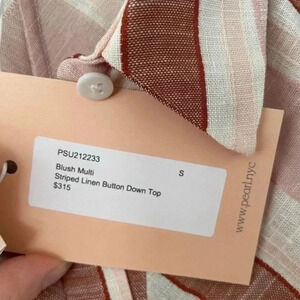 PSU212233
Blush Multi S
Striped Linen Button Down Top
$315
www.pearl.nyc